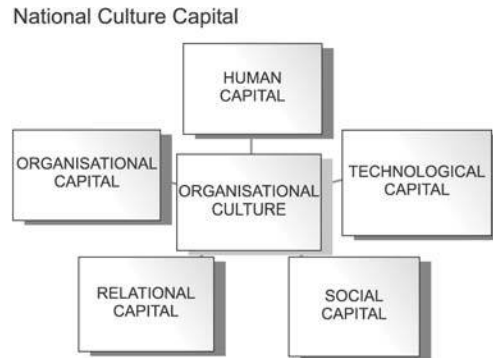 National Culture Capital
HUMAN
CAPITAL
ORGANISATIONAL
CAPITAL
ORGANISATIONAL
CULTURE
TECHNOLOGICAL
CAPITAL
RELATIONAL
CAPITAL
SOCIAL
CAPITAL